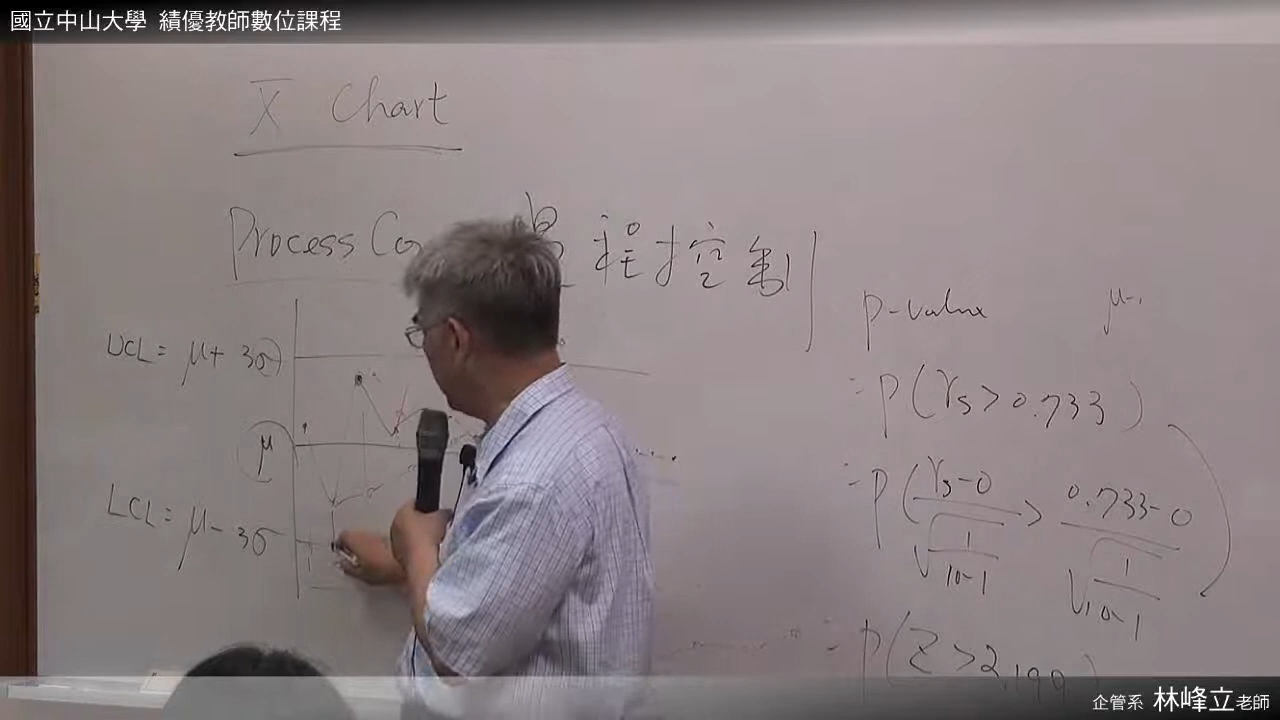 國立中山大學 績優教師數位課程
X̄ Chart
Process Co 程控制
UCL = μ + 3σ
μ
LCL = μ - 3σ
p-value
μ-
= P(rs > 0.733)
= P(rs-0/√(1/10-1) > 0.733-0/√(1/10-1))
= P(Z > 2.199)
企管系 林峰立老師